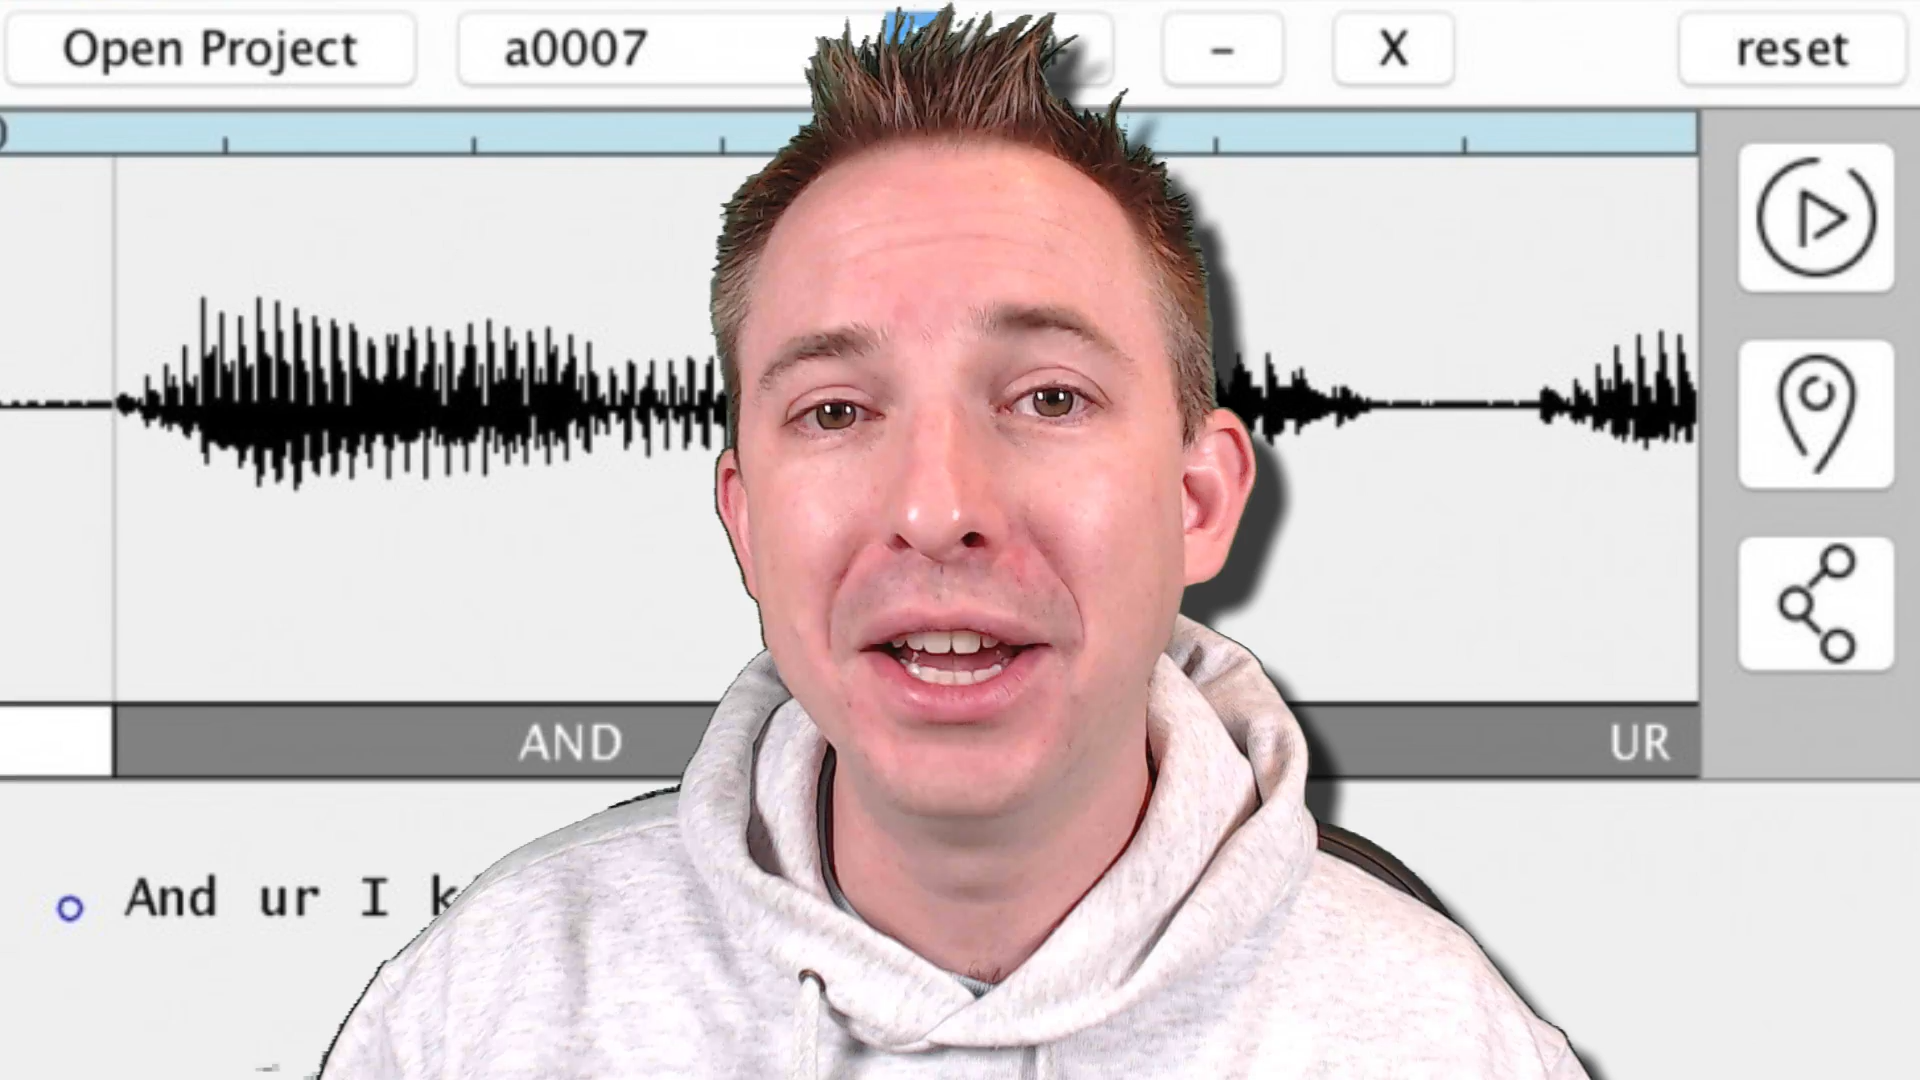 Open Project a0007 - X reset
AND UR
And ur I k